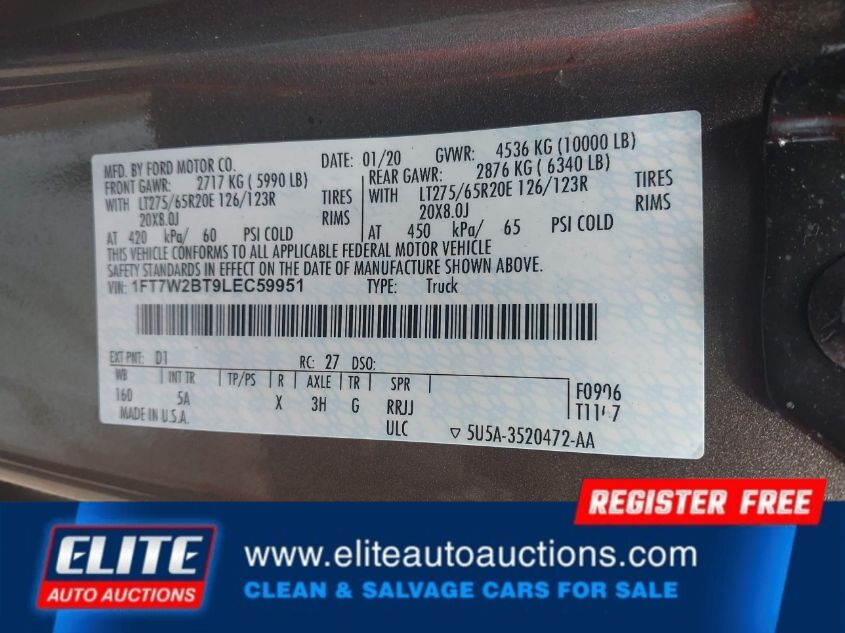 MFD. BY FORD MOTOR CO.
DATE: 01/20 GVWR: 4536 KG (10000 LB)
FRONT GAWR: 2717 KG ( 5990 LB)
REAR GAWR: 2876 KG ( 6340 LB)
WITH LT275/65R20E 126/123R TIRES
WITH LT275/65R20E 126/123R TIRES
20X8.0J RIMS
20X8.0J RIMS
AT 420 kPa/ 60 PSI COLD
AT 450 kPa/ 65 PSI COLD
THIS VEHICLE CONFORMS TO ALL APPLICABLE FEDERAL MOTOR VEHICLE
SAFETY STANDARDS IN EFFECT ON THE DATE OF MANUFACTURE SHOWN ABOVE.
VIN: 1FT7W2BT9LEC59951 TYPE: Truck
EXT PNT: D1 RC: 27 DSO:
WB INT TR TP/PS R AXLE TR SPR
160 5A X 3H G RRJJ
MADE IN U.S.A. ULC
▽ 5U5A-3520472-AA
REGISTER FREE
ELITE
AUTO AUCTIONS
www.eliteautoauctions.com
CLEAN & SALVAGE CARS FOR SALE